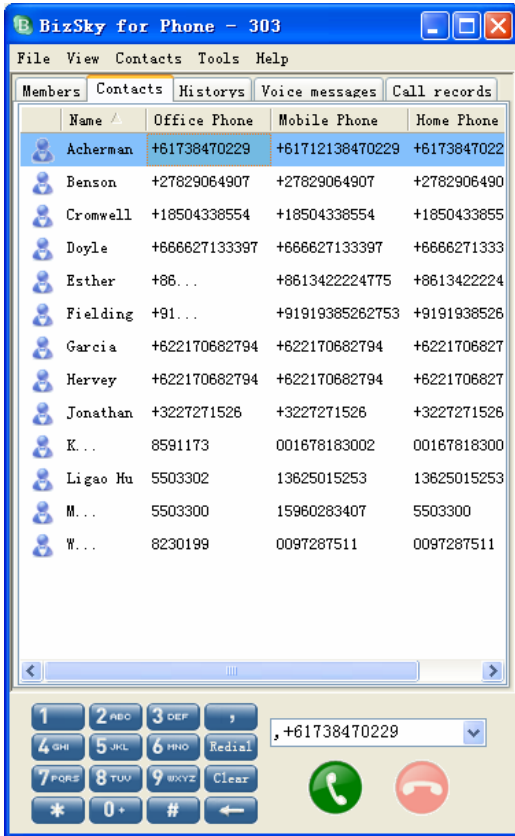 BizSky for Phone - 303
File View Contacts Tools Help
Members Contacts Historys Voice messages Call records
Name Office Phone Mobile Phone Home Phone
Acherman +61738470229 +61712138470229 +6173847022
Benson +27829064907 +27829064907 +2782906490
Cromwell +18504338554 +18504338554 +1850433855
Doyle +666627133397 +666627133397 +6666271333
Esther +86... +8613422224775 +8613422224
Fielding +91... +91919385262753 +9191938526
Garcia +622170682794 +622170682794 +6221706827
Hervey +622170682794 +622170682794 +6221706827
Jonathan +3227271526 +3227271526 +3227271526
K... 8591173 001678183002 00167818300
Ligao Hu 5503302 13625015253 13625015253
M... 5503300 15960283407 5503300
W... 8230199 0097287511 0097287511
1 2 ABC 3 DEF ,
,+61738470229
4 GHI 5 JKL 6 MNO Redial
7 PQRS 8 TUV 9 WXYZ Clear
* 0+ #